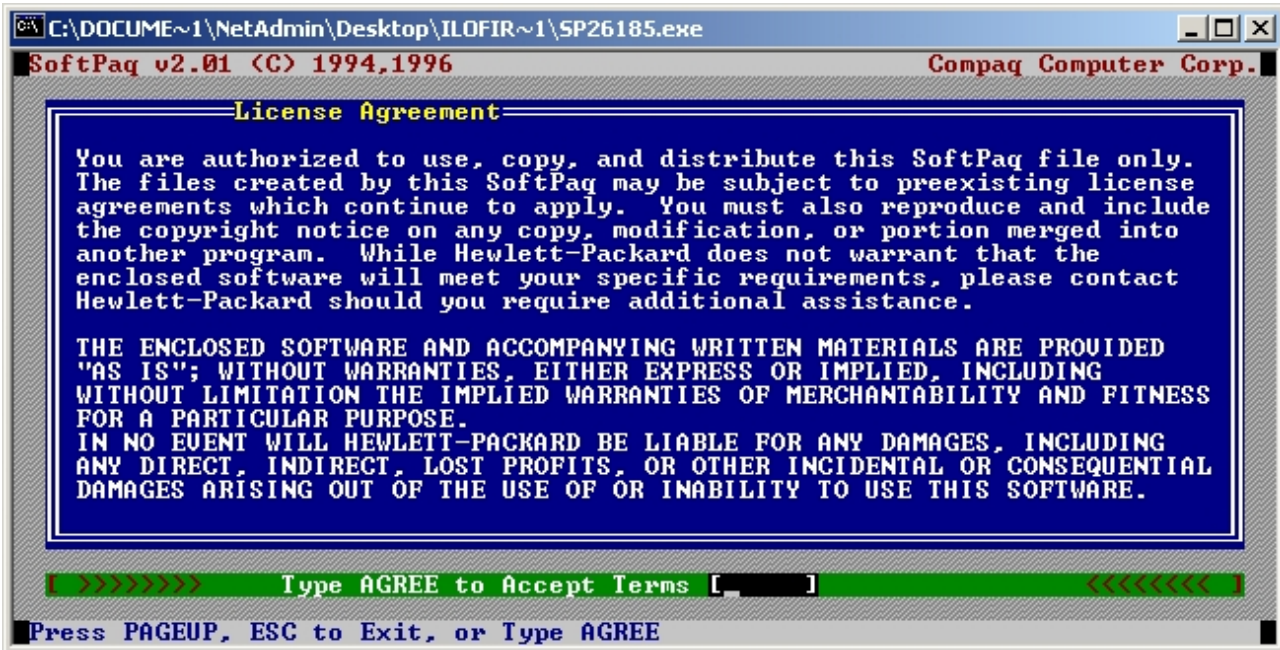 C:\DOCUME~1\NetAdmin\Desktop\ILOFIR~1\SP26185.exe
SoftPaq v2.01 (C) 1994,1996 Compaq Computer Corp.
License Agreement
You are authorized to use, copy, and distribute this SoftPaq file only.
The files created by this SoftPaq may be subject to preexisting license
agreements which continue to apply.  You must also reproduce and include
the copyright notice on any copy, modification, or portion merged into
another program.  While Hewlett-Packard does not warrant that the
enclosed software will meet your specific requirements, please contact
Hewlett-Packard should you require additional assistance.
THE ENCLOSED SOFTWARE AND ACCOMPANYING WRITTEN MATERIALS ARE PROVIDED
"AS IS"; WITHOUT WARRANTIES, EITHER EXPRESS OR IMPLIED, INCLUDING
WITHOUT LIMITATION THE IMPLIED WARRANTIES OF MERCHANTABILITY AND FITNESS
FOR A PARTICULAR PURPOSE.
IN NO EVENT WILL HEWLETT-PACKARD BE LIABLE FOR ANY DAMAGES, INCLUDING
ANY DIRECT, INDIRECT, LOST PROFITS, OR OTHER INCIDENTAL OR CONSEQUENTIAL
DAMAGES ARISING OUT OF THE USE OF OR INABILITY TO USE THIS SOFTWARE.
[ >>>>>>>> Type AGREE to Accept Terms [_ ] <<<<<<<< ]
Press PAGEUP, ESC to Exit, or Type AGREE